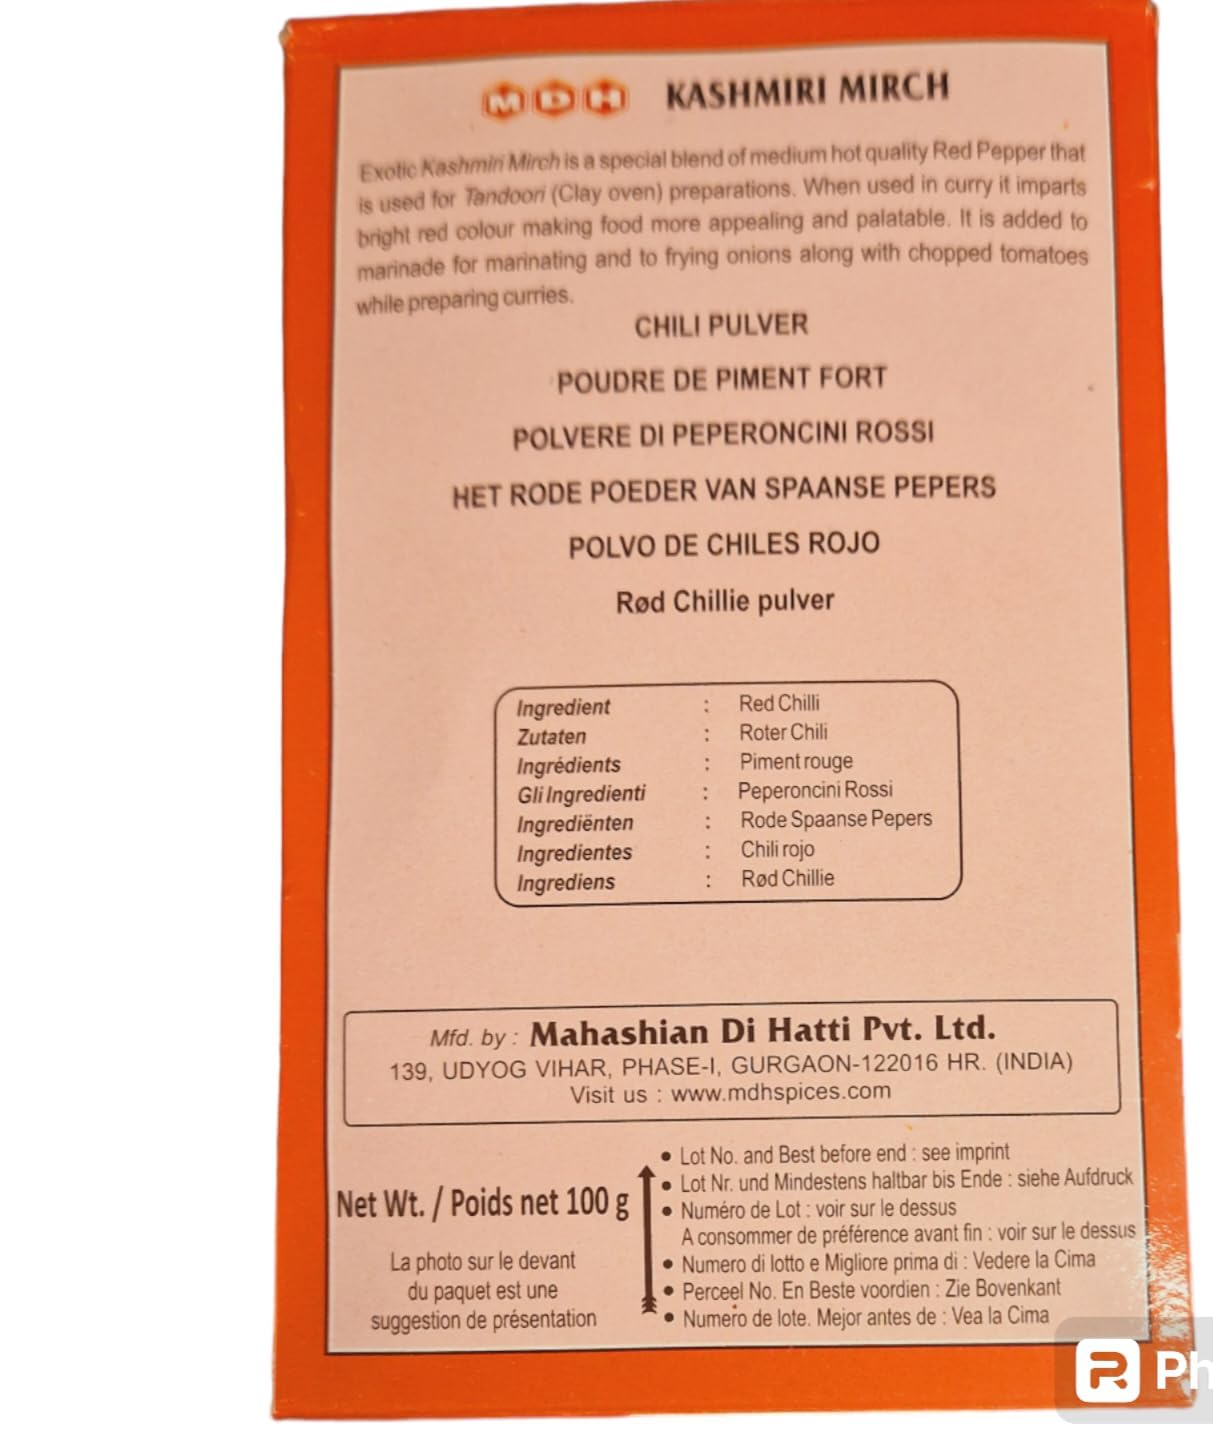 MDH KASHMIRI MIRCH
Exotic Kashmiri Mirch is a special blend of medium hot quality Red Pepper that
is used for Tandoori (Clay oven) preparations. When used in curry it imparts
bright red colour making food more appealing and palatable. It is added to
marinade for marinating and to frying onions along with chopped tomatoes
while preparing curries.
CHILI PULVER
POUDRE DE PIMENT FORT
POLVERE DI PEPERONCINI ROSSI
HET RODE POEDER VAN SPAANSE PEPERS
POLVO DE CHILES ROJO
Rød Chillie pulver
Ingredient : Red Chilli
Zutaten : Roter Chili
Ingrédients : Piment rouge
Gli Ingredienti : Peperoncini Rossi
Ingrediënten : Rode Spaanse Pepers
Ingredientes : Chili rojo
Ingrediens : Rød Chillie
Mfd. by : Mahashian Di Hatti Pvt. Ltd.
139, UDYOG VIHAR, PHASE-I, GURGAON-122016 HR. (INDIA)
Visit us : www.mdhspices.com
Net Wt. / Poids net 100 g
La photo sur le devant
du paquet est une
suggestion de présentation
• Lot No. and Best before end : see imprint
• Lot Nr. und Mindestens haltbar bis Ende : siehe Aufdruck
• Numéro de Lot : voir sur le dessus
A consommer de préférence avant fin : voir sur le dessus
• Numero di lotto e Migliore prima di : Vedere la Cima
• Perceel No. En Beste voordien : Zie Bovenkant
• Numero de lote. Mejor antes de : Vea la Cima